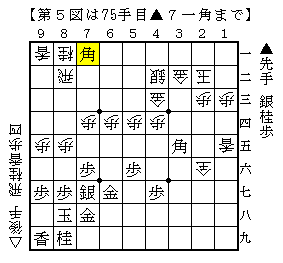 【第５図は75手目▲７一角まで】
９ ８ ７ ６ ５ ４ ３ ２ １
香 桂 角 一
飛 銀 金 王 二
金 歩 歩 三
歩 歩 歩 歩 四
歩 歩 角 香 五
歩 歩 全 六
歩 歩 銀 金 歩 七
玉 金 八
香 桂 九
▲先手 銀桂歩
△後手 飛桂香歩四